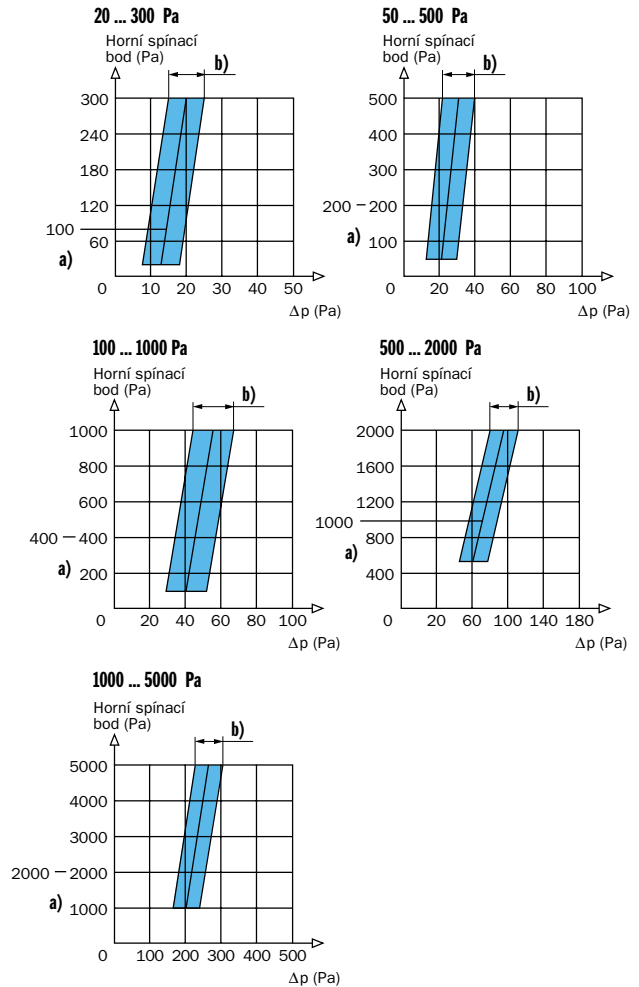 20 ... 300 Pa
Horní spínací
bod (Pa)
b)
300
240
180
120
100
60
a)
0
10 20 30 40 50
Δp (Pa)
50 ... 500 Pa
Horní spínací
bod (Pa)
b)
500
400
300
200 200
a)
100
0
20 40 60 80 100
Δp (Pa)
100 ... 1000 Pa
Horní spínací
bod (Pa)
b)
1000
800
600
400 400
a)
200
0
20 40 60 80 100
Δp (Pa)
500 ... 2000 Pa
Horní spínací
bod (Pa)
b)
2000
1600
1200
1000
800
a)
400
0
20 60 100 140 180
Δp (Pa)
1000 ... 5000 Pa
Horní spínací
bod (Pa)
b)
5000
4000
3000
2000 2000
a) 1000
0
100 200 300 400 500
Δp (Pa)